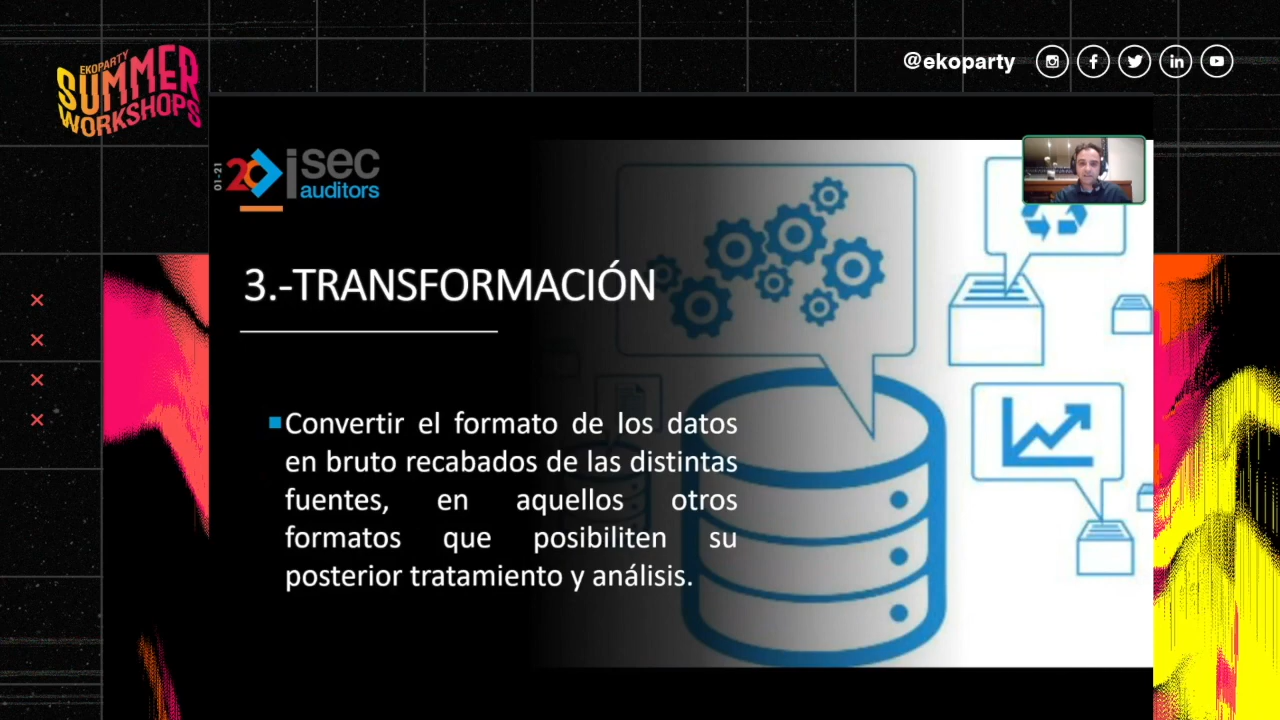 EKOPARTY
SUMMER
WORKSHOPS
@ekoparty
01-21
20
isec
auditors
3.-TRANSFORMACIÓN
Convertir el formato de los datos
en bruto recabados de las distintas
fuentes, en aquellos otros
formatos que posibiliten su
posterior tratamiento y análisis.